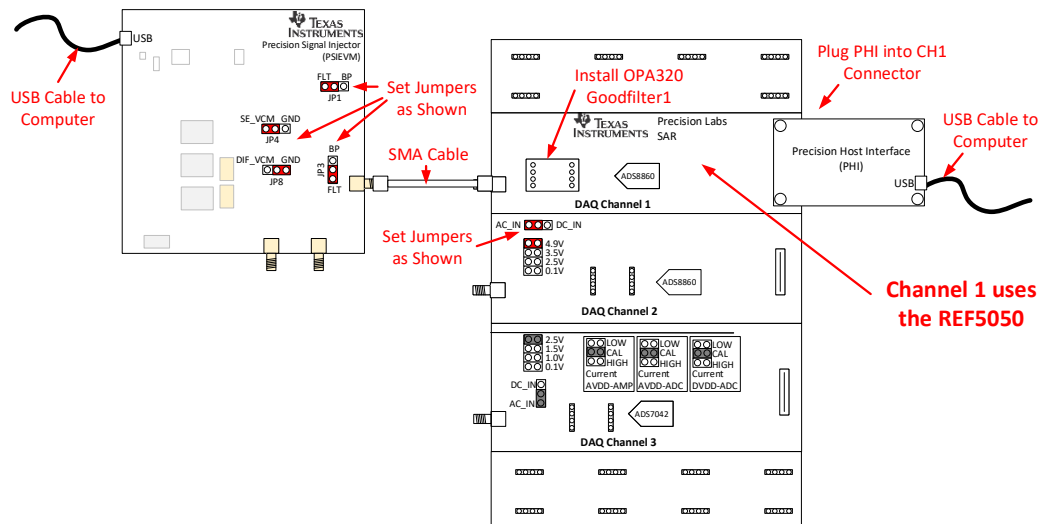 TEXAS
INSTRUMENTS
Precision Signal Injector
(PSIEVM)
USB
USB Cable to
Computer
FLT BP
JP1
Set Jumpers
as Shown
SE_VCM GND
JP4
DIF_VCM GND
JP8
BP
JP3
FLT
SMA Cable
Install OPA320
Goodfilter1
TEXAS
INSTRUMENTS
Precision Labs
SAR
ADS8860
DAQ Channel 1
Plug PHI into CH1
Connector
USB Cable to
Computer
Precision Host Interface
(PHI)
USB
Set Jumpers
as Shown
AC_IN DC_IN
4.9V
3.5V
2.5V
0.1V
ADS8860
DAQ Channel 2
Channel 1 uses
the REF5050
2.5V
1.5V
1.0V
0.1V
DC_IN
AC_IN
LOW
CAL
HIGH
Current
AVDD-AMP
LOW
CAL
HIGH
Current
AVDD-ADC
LOW
CAL
HIGH
Current
DVDD-ADC
ADS7042
DAQ Channel 3